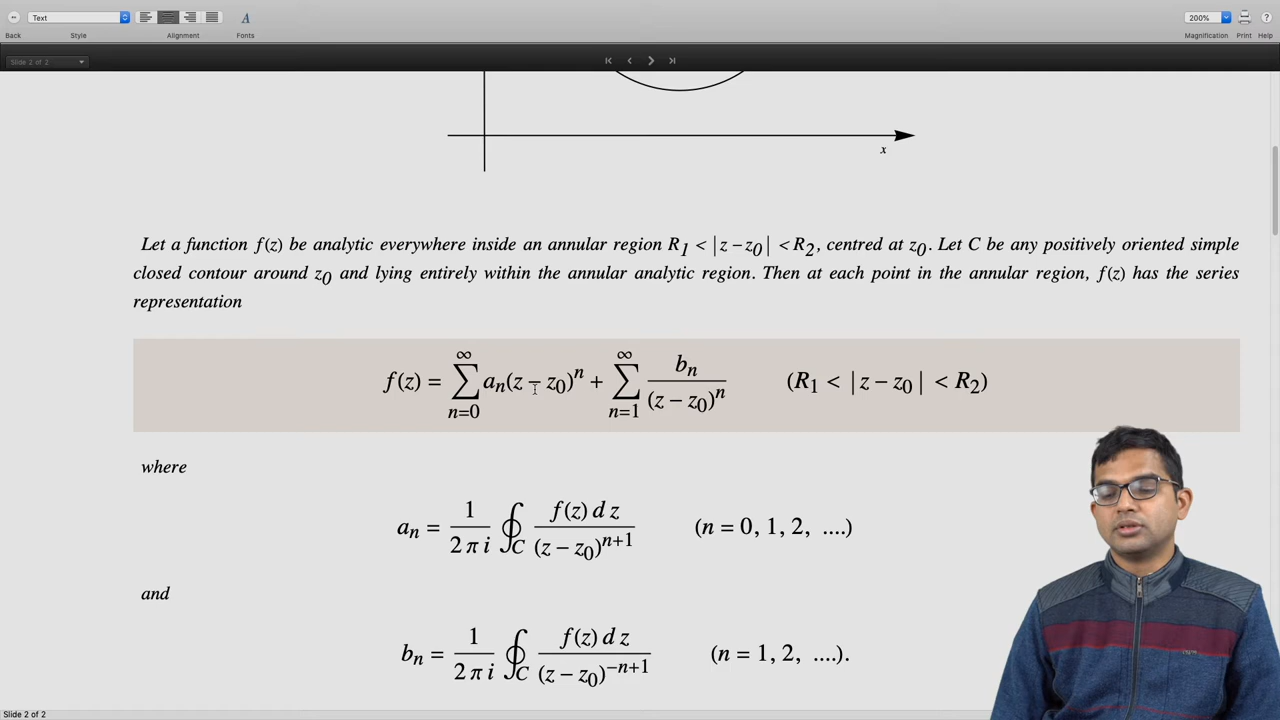 Text
200%
Back
Style
Alignment
Fonts
Magnification
Print
Help
Slide 2 of 2
x
Let a function f(z) be analytic everywhere inside an annular region R₁ < |z − z₀| < R₂, centred at z₀. Let C be any positively oriented simple
closed contour around z₀ and lying entirely within the annular analytic region. Then at each point in the annular region, f(z) has the series
representation
f(z) = ∑_{n=0}^{∞} aₙ(z − z₀)ⁿ + ∑_{n=1}^{∞} bₙ/(z − z₀)ⁿ (R₁ < |z − z₀| < R₂)
where
aₙ = 1/(2 π i) ∮_C f(z) d z/(z − z₀)^{n+1} (n = 0, 1, 2, ....)
and
bₙ = 1/(2 π i) ∮_C f(z) d z/(z − z₀)^{−n+1} (n = 1, 2, ....).
Slide 2 of 2